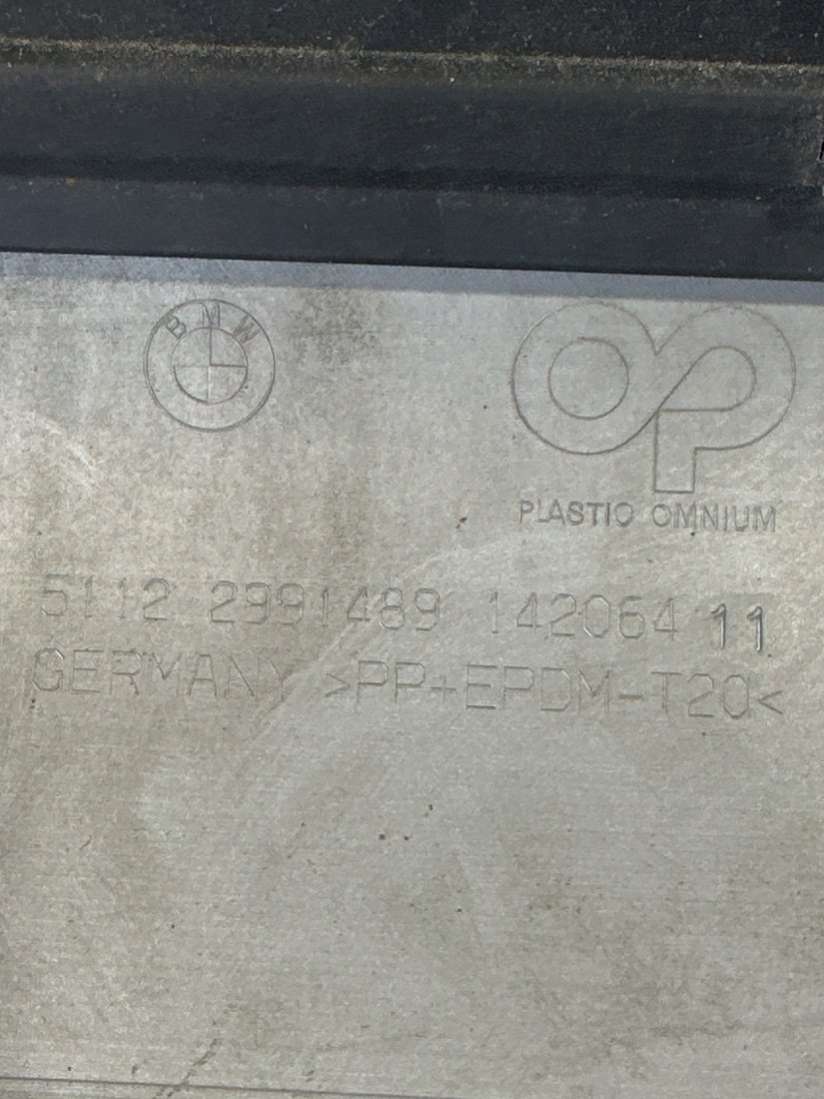 BMW
PLASTIC OMNIUM
5112 2991489 142064 11
GERMANY >PP+EPDM-T20<